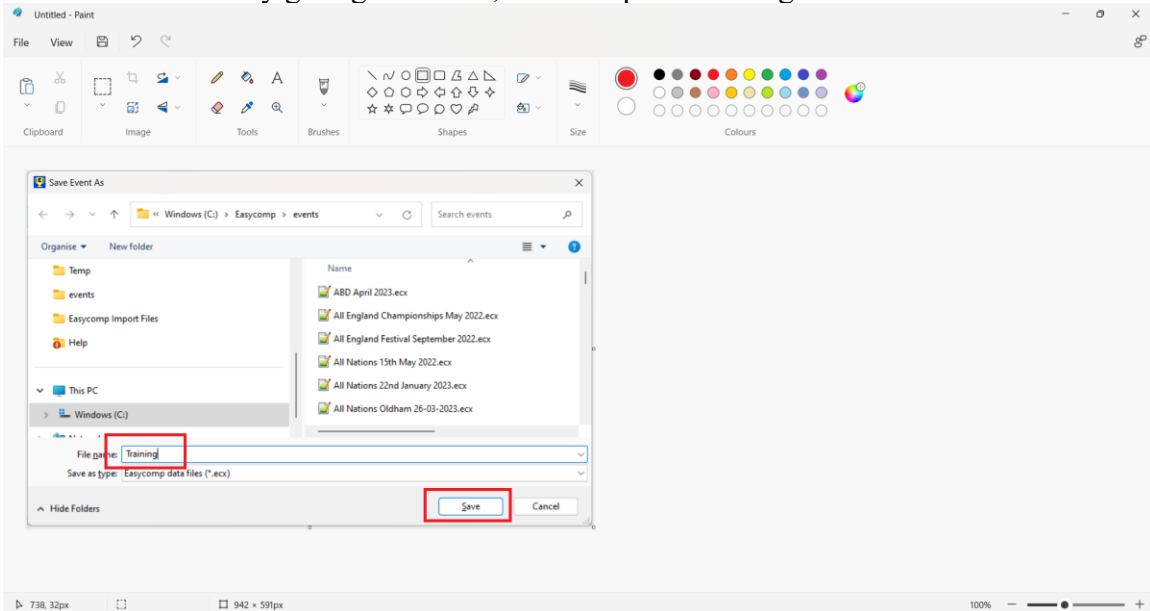 Untitled - Paint
File View
Clipboard Image Tools Brushes Shapes Size Colours
Save Event As
« Windows (C:) › Easycomp › events Search events
Organise New folder
Temp
events
Easycomp Import Files
Help
This PC
Windows (C:)
Name
ABD April 2023.ecx
All England Championships May 2022.ecx
All England Festival September 2022.ecx
All Nations 15th May 2022.ecx
All Nations 22nd January 2023.ecx
All Nations Oldham 26-03-2023.ecx
File name: Training
Save as type: Easycomp data files (*.ecx)
Hide Folders Save Cancel
738, 32px 942 × 591px 100%